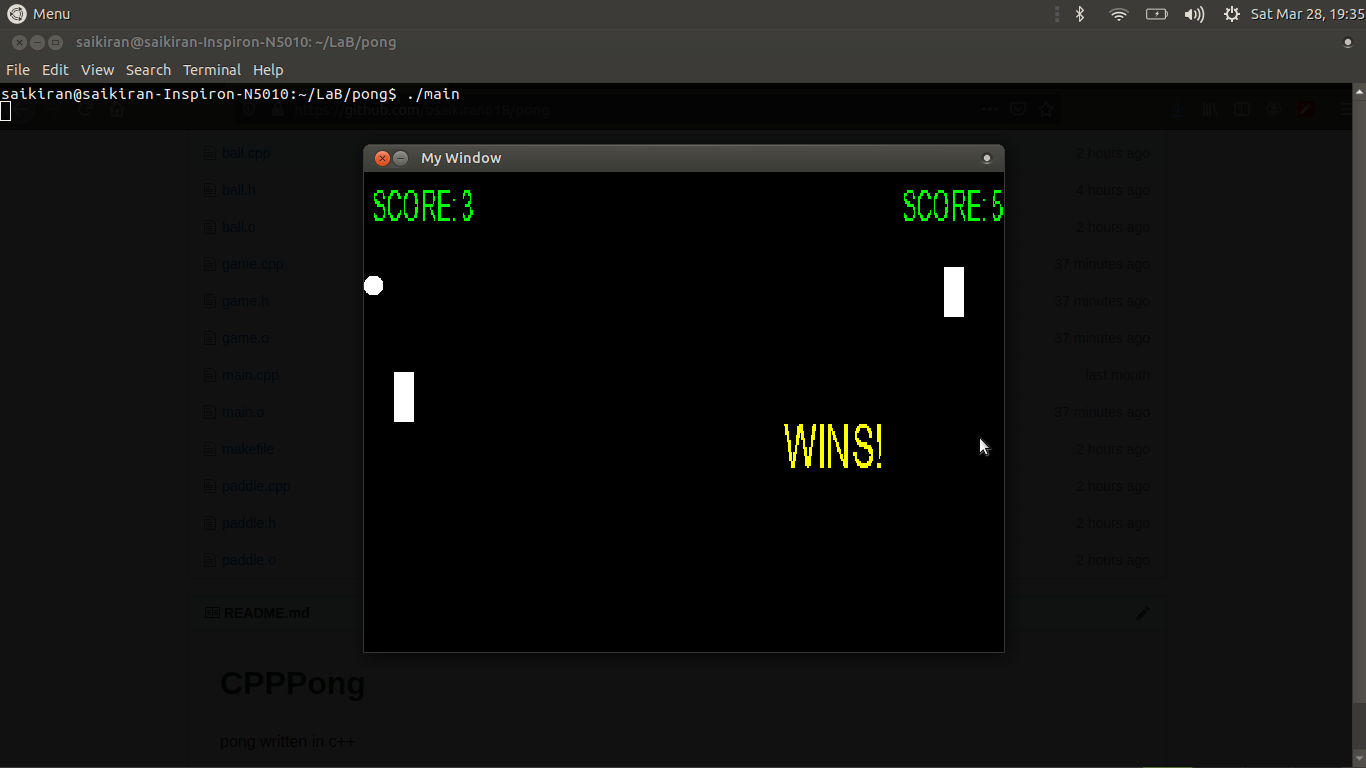 Menu
Sat Mar 28, 19:35
saikiran@saikiran-Inspiron-N5010: ~/LaB/pong
File Edit View Search Terminal Help
saikiran@saikiran-Inspiron-N5010:~/LaB/pong$ ./main
My Window
SCORE: 3
SCORE: 5
WINS!
ball.cpp 2 hours ago
ball.h 4 hours ago
ball.o 2 hours ago
game.cpp 37 minutes ago
game.h 37 minutes ago
game.o 37 minutes ago
main.cpp last month
main.o 37 minutes ago
makefile 2 hours ago
paddle.cpp 2 hours ago
paddle.h 2 hours ago
paddle.o 2 hours ago
README.md
CPPPong
pong written in c++